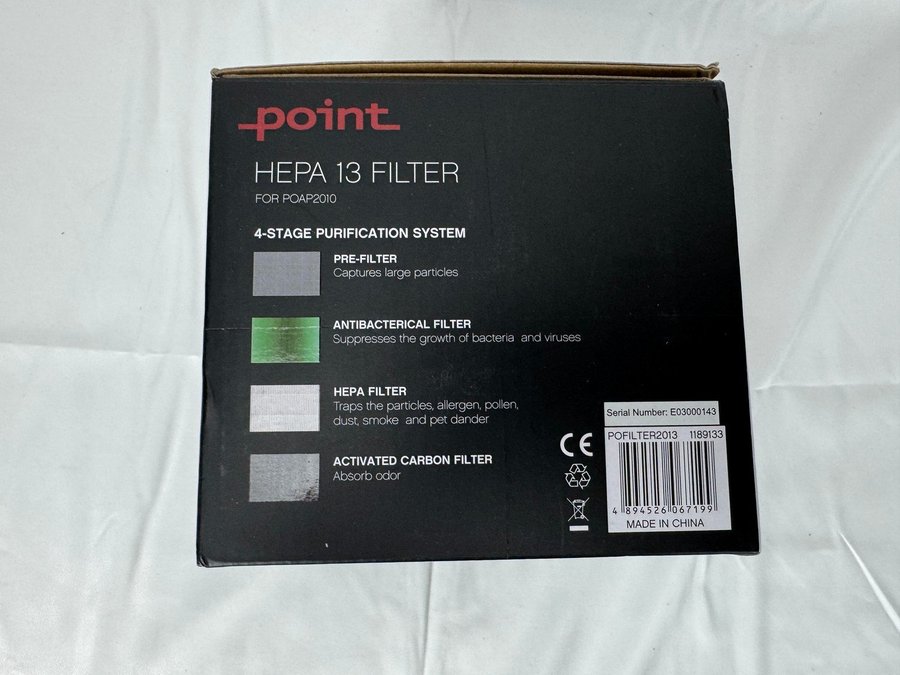 point
HEPA 13 FILTER
FOR POAP2010
4-STAGE PURIFICATION SYSTEM
PRE-FILTER
Captures large particles
ANTIBACTERICAL FILTER
Suppresses the growth of bacteria and viruses
HEPA FILTER
Traps the particles, allergen, pollen,
dust, smoke and pet dander
ACTIVATED CARBON FILTER
Absorb odor
CE
Serial Number: E03000143
POFILTER2013 1189133
4 894526 067199
MADE IN CHINA